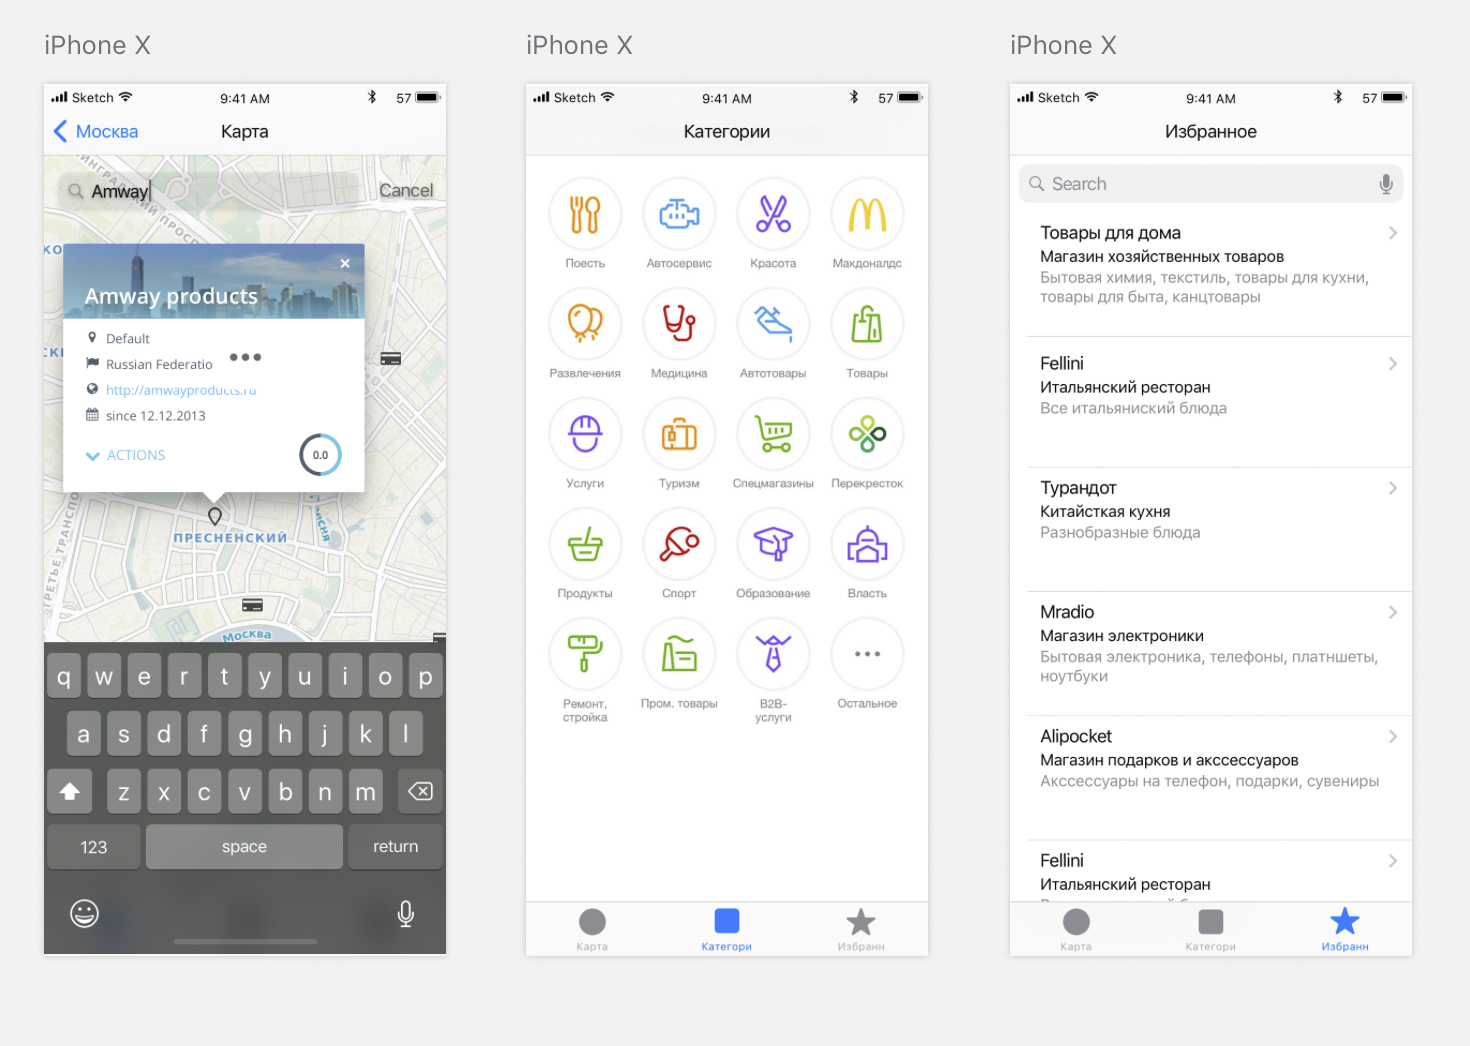 iPhone X
Sketch 9:41 AM 57
Москва Карта
Amway Cancel
Amway products
Default
Russian Federatio
http://amwayproducts.ru
since 12.12.2013
ACTIONS
0.0
ПРЕСНЕНСКИЙ
Москва
q w e r t y u i o p
a s d f g h j k l
z x c v b n m
123 space return
iPhone X
Sketch 9:41 AM 57
Категории
Поесть Автосервис Красота Макдоналдс
Развлечения Медицина Автотовары Товары
Услуги Туризм Спецмагазины Перекресток
Продукты Спорт Образование Власть
Ремонт, стройка Пром. товары B2B-услуги Остальное
Карта Категори Избранн
iPhone X
Sketch 9:41 AM 57
Избранное
Search
Товары для дома
Магазин хозяйственных товаров
Бытовая химия, текстиль, товары для кухни,
товары для быта, канцтовары
Fellini
Итальянский ресторан
Все итальяниский блюда
Турандот
Китайсткая кухня
Разнобразные блюда
Mradio
Магазин электроники
Бытовая электроника, телефоны, платншеты,
ноутбуки
Alipocket
Магазин подарков и акссессуаров
Акссессуары на телефон, подарки, сувениры
Fellini
Итальянский ресторан
Карта Категори Избранн